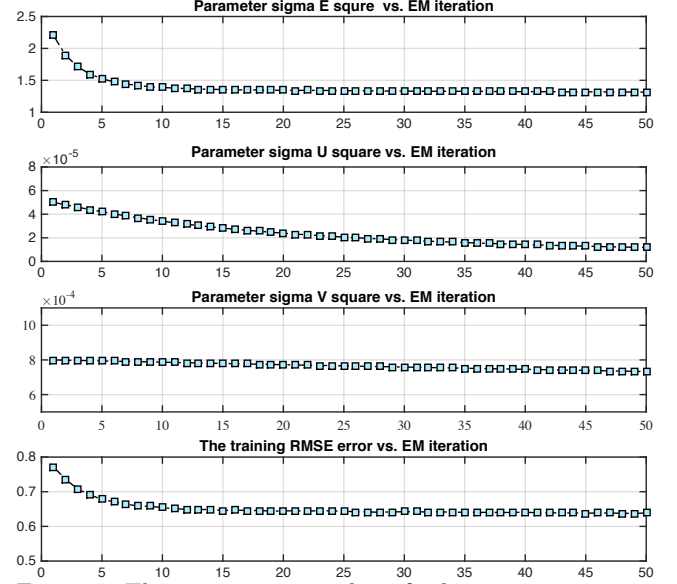 Parameter sigma E squre vs. EM iteration
2.5
2
1.5
1
0 5 10 15 20 25 30 35 40 45 50
Parameter sigma U square vs. EM iteration
×10-5
8
6
4
2
0
0 5 10 15 20 25 30 35 40 45 50
Parameter sigma V square vs. EM iteration
×10-4
10
8
6
0 5 10 15 20 25 30 35 40 45 50
The training RMSE error vs. EM iteration
0.8
0.7
0.6
0.5
0 5 10 15 20 25 30 35 40 45 50